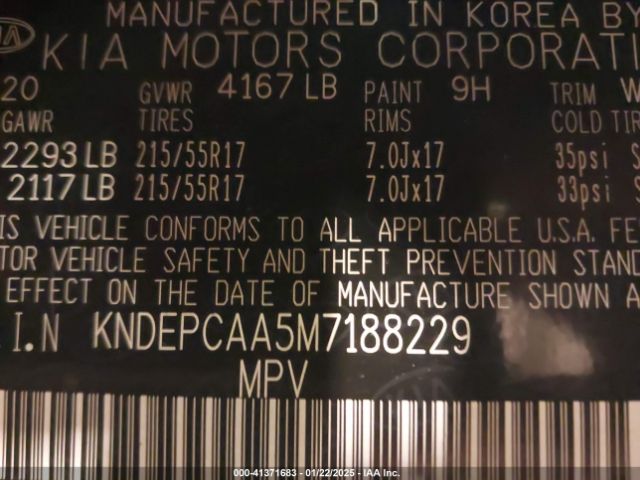 MANUFACTURED IN KOREA BY
KIA KIA MOTORS CORPORATI
20 GVWR 4167 LB PAINT 9H TRIM W
GAWR TIRES RIMS COLD TIR
2293 LB 215/55R17 7.0Jx17 35psi S
2117 LB 215/55R17 7.0Jx17 33psi S
IS VEHICLE CONFORMS TO ALL APPLICABLE U.S.A. FE
TOR VEHICLE SAFETY AND THEFT PREVENTION STAND
EFFECT ON THE DATE OF MANUFACTURE SHOWN A
I.N KNDEPCAA5M7188229
MPV
000-41371683 - 01/22/2025 - IAA Inc.